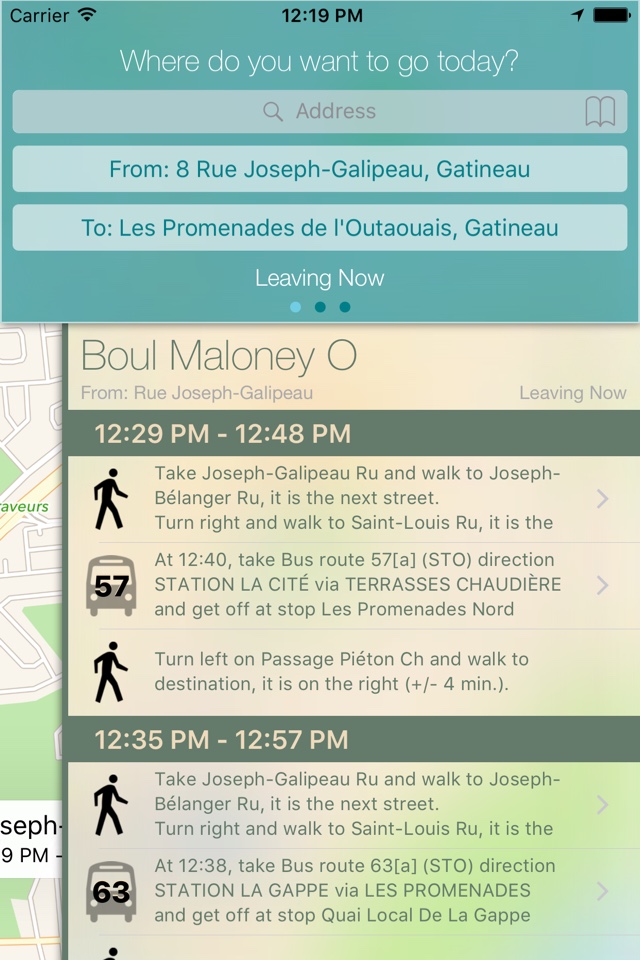 Carrier 12:19 PM
Where do you want to go today?
Address
From: 8 Rue Joseph-Galipeau, Gatineau
To: Les Promenades de l'Outaouais, Gatineau
Leaving Now
Boul Maloney O
From: Rue Joseph-Galipeau Leaving Now
12:29 PM - 12:48 PM
Take Joseph-Galipeau Ru and walk to Joseph-
Bélanger Ru, it is the next street.
Turn right and walk to Saint-Louis Ru, it is the
57
At 12:40, take Bus route 57[a] (STO) direction
STATION LA CITÉ via TERRASSES CHAUDIÈRE
and get off at stop Les Promenades Nord
Turn left on Passage Piéton Ch and walk to
destination, it is on the right (+/- 4 min.).
12:35 PM - 12:57 PM
Take Joseph-Galipeau Ru and walk to Joseph-
Bélanger Ru, it is the next street.
Turn right and walk to Saint-Louis Ru, it is the
63
At 12:38, take Bus route 63[a] (STO) direction
STATION LA GAPPE via LES PROMENADES
and get off at stop Quai Local De La Gappe
raveurs
seph-
9 PM -